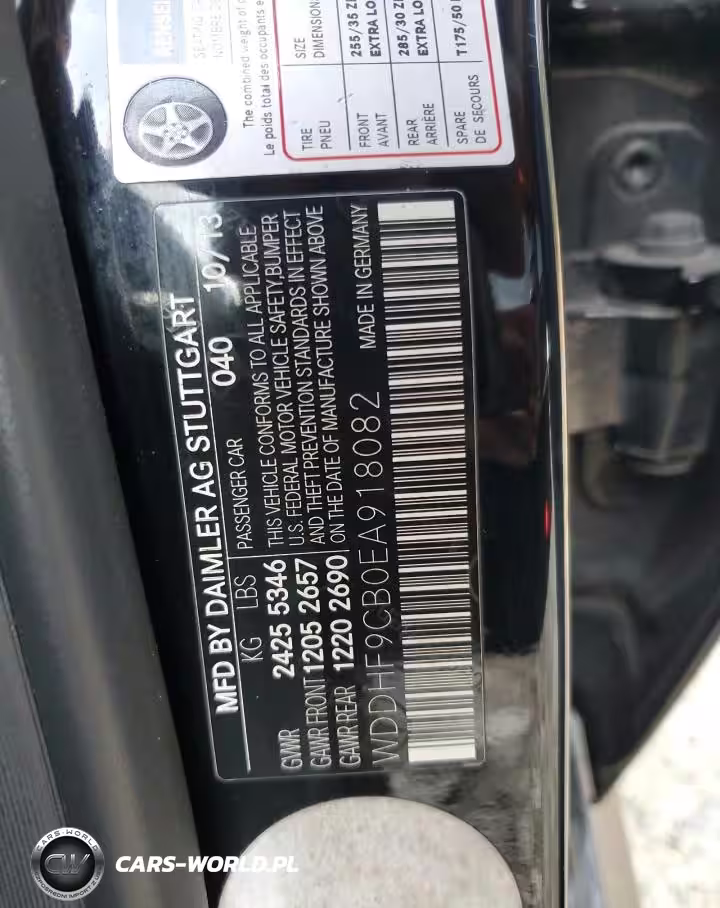 The combined weight of
Le poids total des occupants e
TIRE SIZE
PNEU DIMENSIONS
FRONT 255/35 Z
AVANT EXTRA LO
REAR 285/30 Z
ARRIÈRE EXTRA LO
SPARE T175/50
DE SECOURS
MFD BY DAIMLER AG STUTTGART
040 10/13
KG LBS PASSENGER CAR
GVWR 2425 5346
GAWR FRONT 1205 2657
GAWR REAR 1220 2690
THIS VEHICLE CONFORMS TO ALL APPLICABLE
U.S. FEDERAL MOTOR VEHICLE SAFETY,BUMPER
AND THEFT PREVENTION STANDARDS IN EFFECT
ON THE DATE OF MANUFACTURE SHOWN ABOVE
WDDHF9CB0EA918082 MADE IN GERMANY
CARS-WORLD
CW
CARS-WORLD.PL